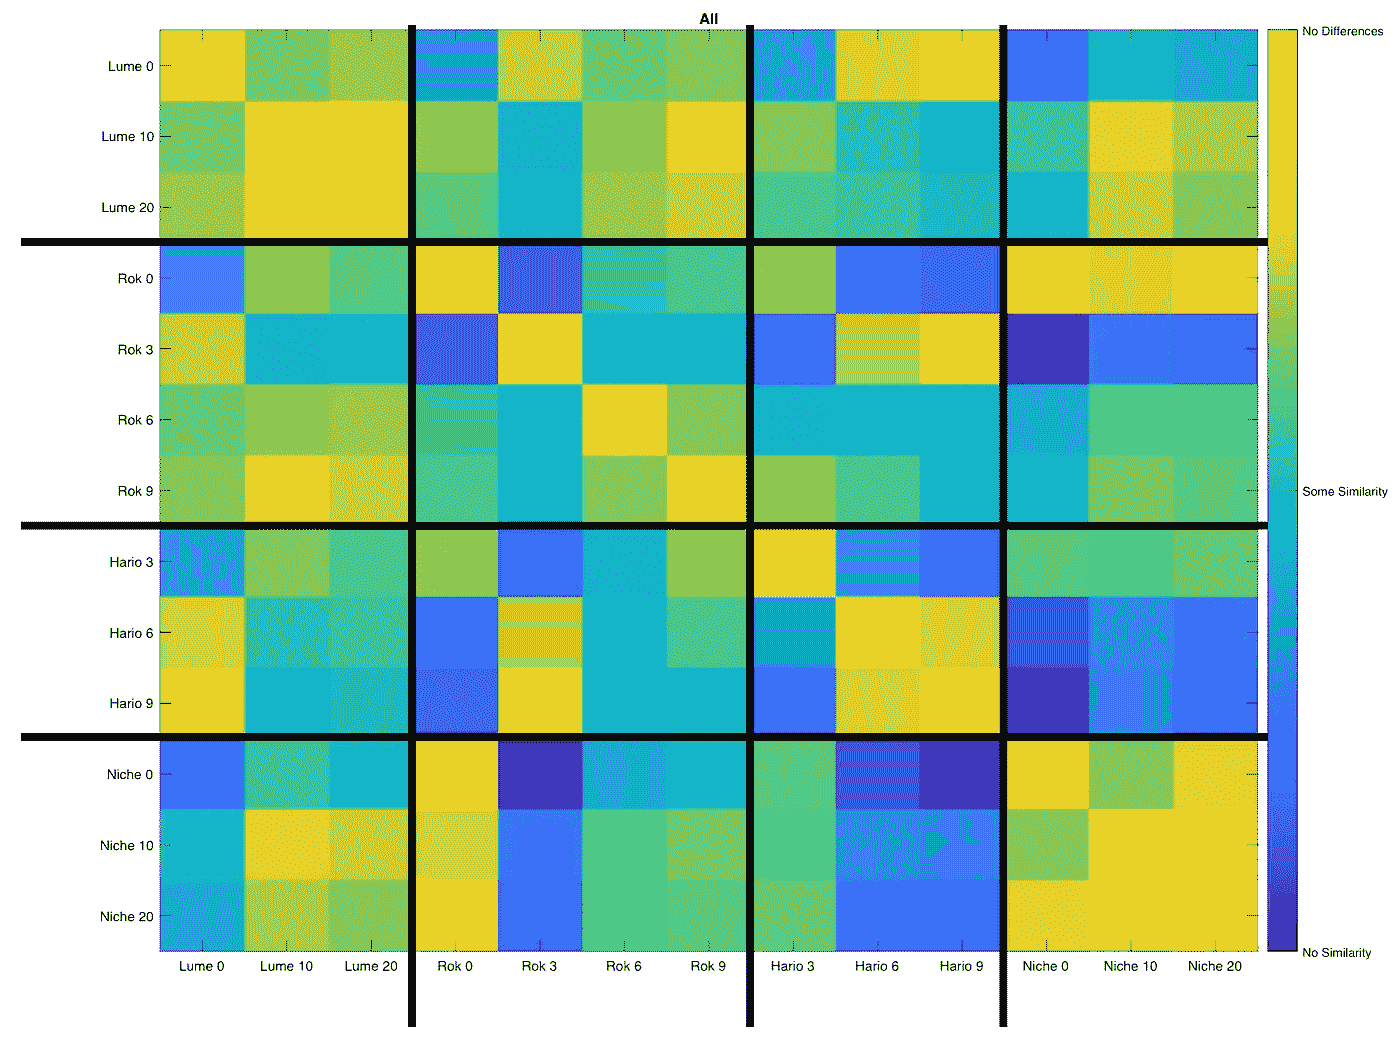 All
No Differences
Lume 0
Lume 10
Lume 20
Rok 0
Rok 3
Rok 6
Rok 9
Some Similarity
Hario 3
Hario 6
Hario 9
Niche 0
Niche 10
Niche 20
No Similarity
Lume 0 Lume 10 Lume 20 Rok 0 Rok 3 Rok 6 Rok 9 Hario 3 Hario 6 Hario 9 Niche 0 Niche 10 Niche 20